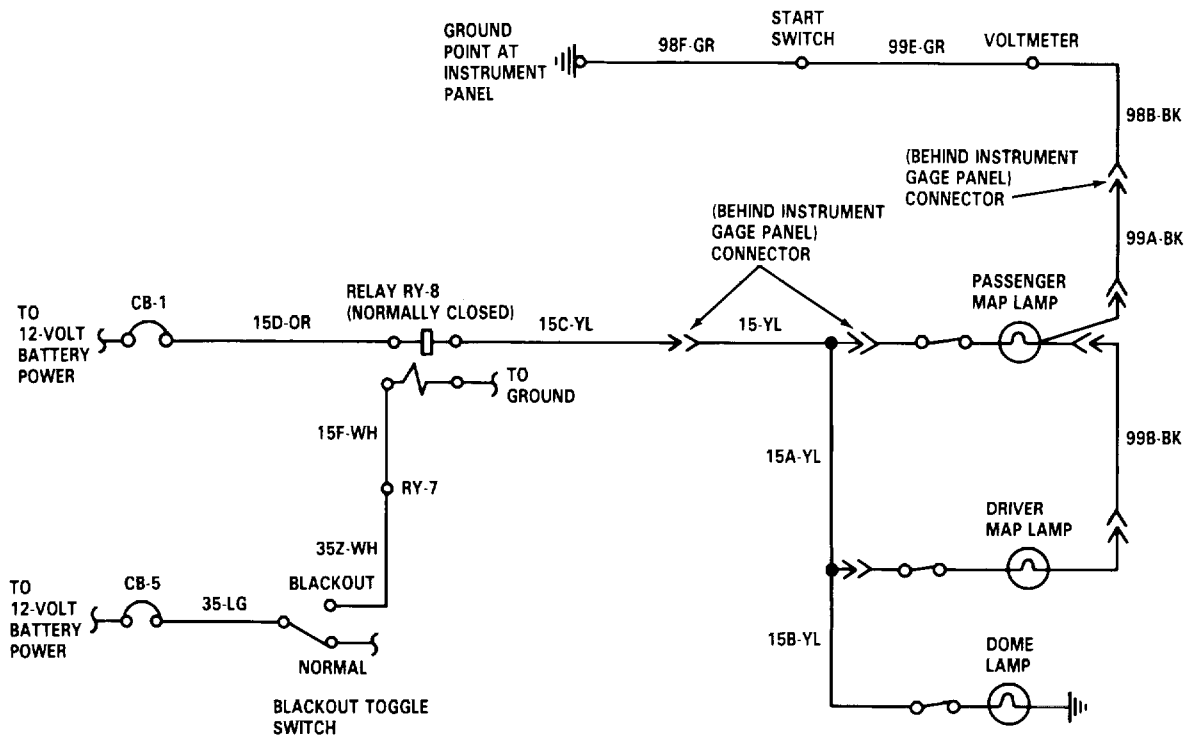 GROUND
POINT AT
INSTRUMENT
PANEL
98F-GR
START
SWITCH
99E-GR
VOLTMETER
98B-BK
(BEHIND INSTRUMENT
GAGE PANEL)
CONNECTOR
99A-BK
(BEHIND INSTRUMENT
GAGE PANEL)
CONNECTOR
PASSENGER
MAP LAMP
TO
12-VOLT
BATTERY
POWER
CB-1
15D-OR
RELAY RY-8
(NORMALLY CLOSED)
15C-YL
15-YL
TO
GROUND
15F-WH
15A-YL
99B-BK
RY-7
DRIVER
MAP LAMP
35Z-WH
BLACKOUT
TO
12-VOLT
BATTERY
POWER
CB-5
35-LG
NORMAL
BLACKOUT TOGGLE
SWITCH
15B-YL
DOME
LAMP